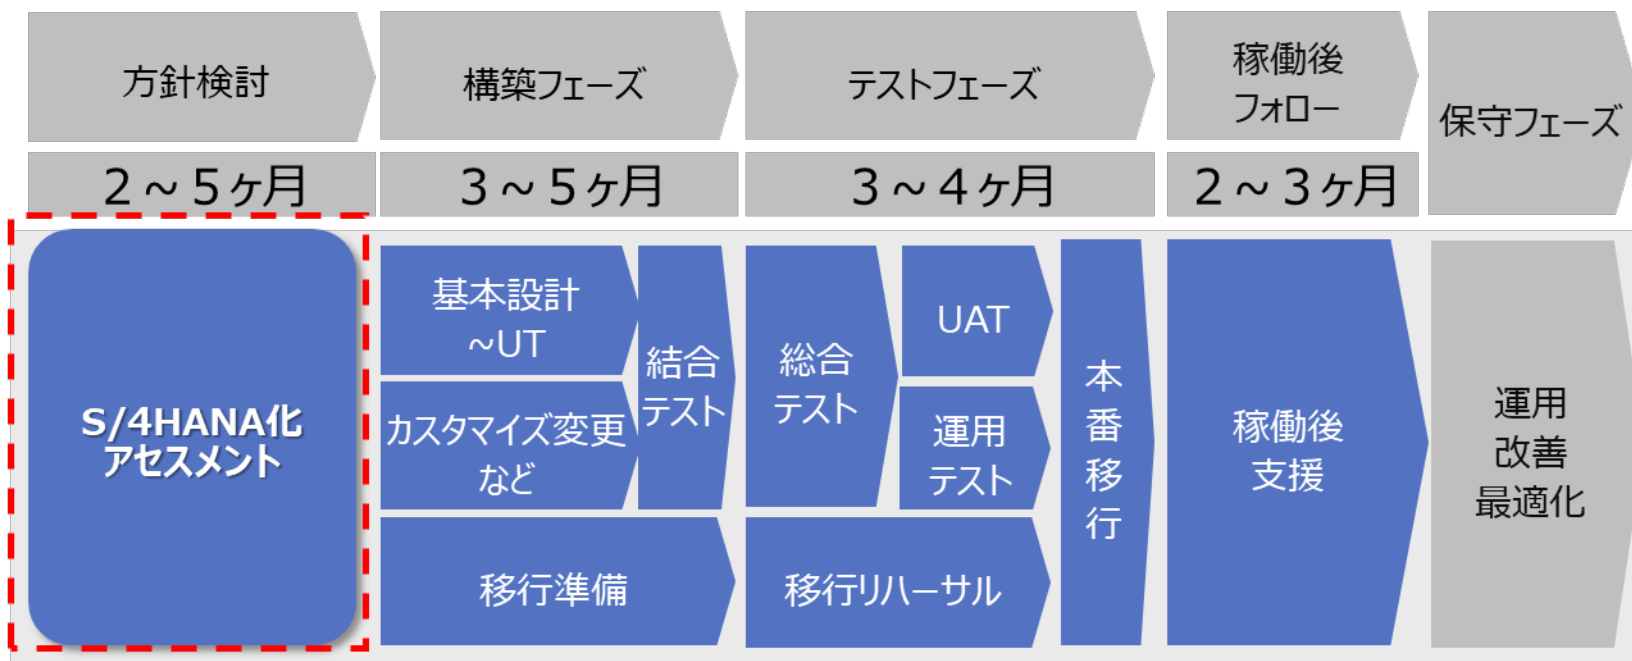 方針検討
構築フェーズ
テストフェーズ
稼働後
フォロー
保守フェーズ
2～5ヶ月
3～5ヶ月
3～4ヶ月
2～3ヶ月
S/4HANA化
アセスメント
基本設計
~UT
カスタマイズ変更
など
結合
テスト
移行準備
総合
テスト
UAT
運用
テスト
移行リハーサル
本番移行
稼働後
支援
運用
改善
最適化